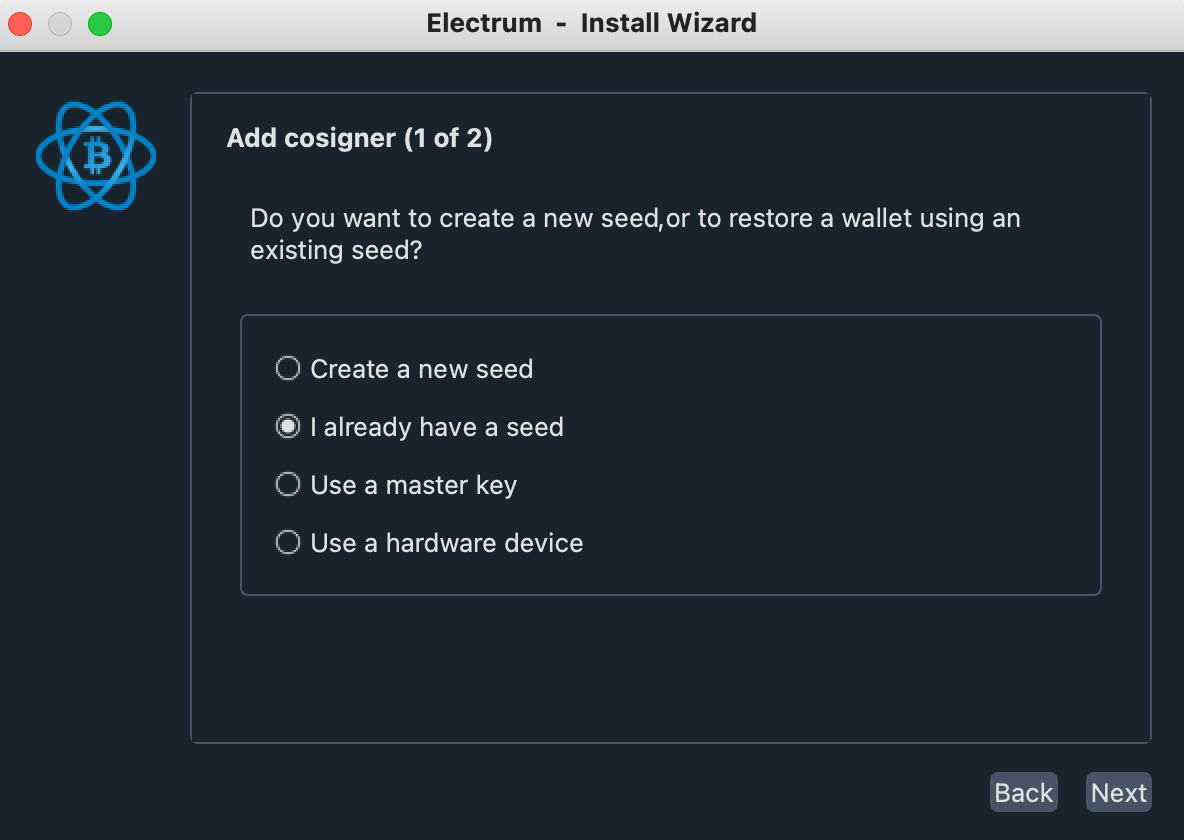 Electrum - Install Wizard
Add cosigner (1 of 2)
Do you want to create a new seed,or to restore a wallet using an
existing seed?
Create a new seed
I already have a seed
Use a master key
Use a hardware device
Back Next